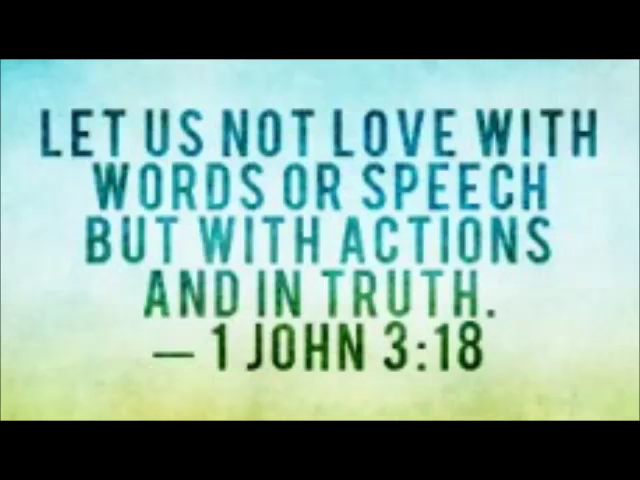 LET US NOT LOVE WITH
WORDS OR SPEECH
BUT WITH ACTIONS
AND IN TRUTH.
— 1 JOHN 3:18